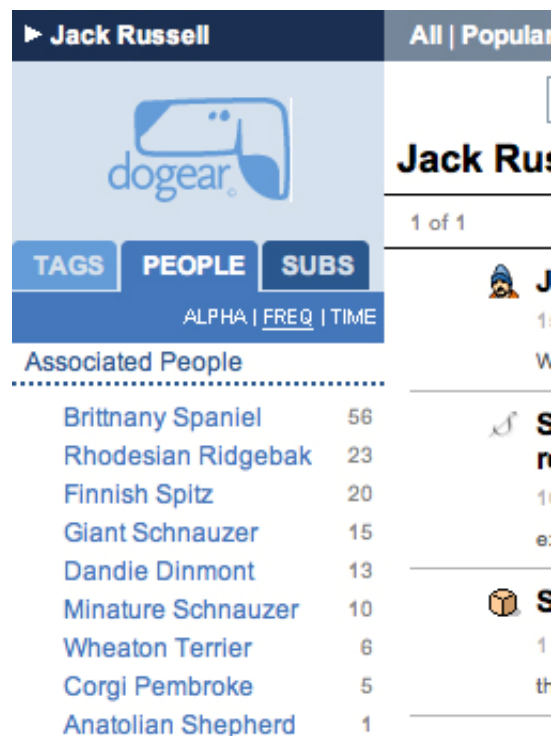 ► Jack Russell
dogear
TAGS PEOPLE SUBS
ALPHA | FREQ | TIME
Associated People
Brittnany Spaniel 56
Rhodesian Ridgebak 23
Finnish Spitz 20
Giant Schnauzer 15
Dandie Dinmont 13
Minature Schnauzer 10
Wheaton Terrier 6
Corgi Pembroke 5
Anatolian Shepherd 1
All | Popular
Jack Rus
1 of 1